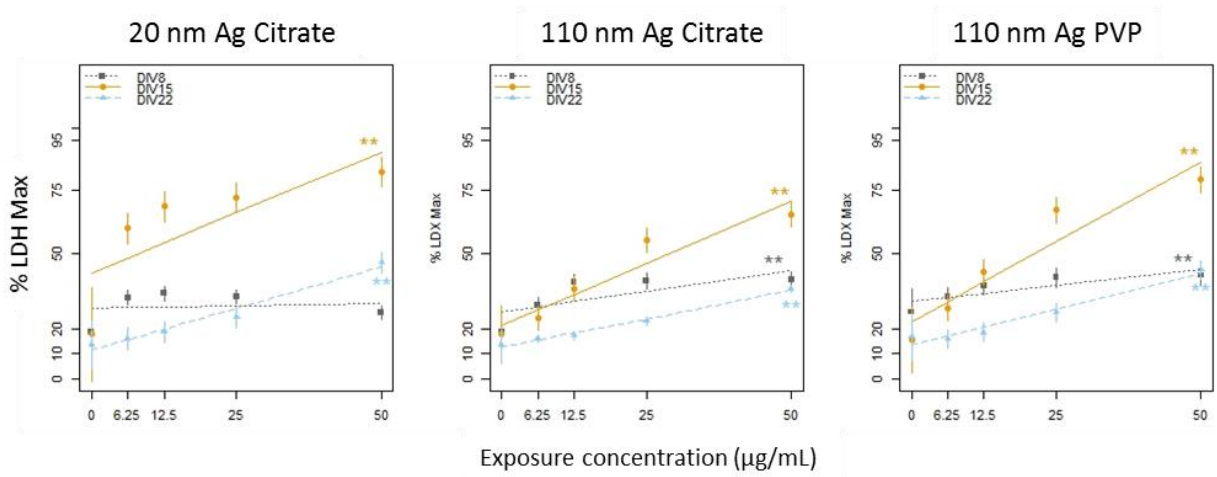 20 nm Ag Citrate
110 nm Ag Citrate
110 nm Ag PVP
DIV8
DIV15
DIV22
DIV8
DIV15
DIV22
DIV8
DIV15
DIV22
% LDH Max
95
75
50
20
10
0
**
**
0 6.25 12.5 25 50
% LDX Max
95
75
50
20
10
0
**
**
**
0 6.25 12.5 25 50
% LDX Max
95
75
50
20
10
0
**
**
**
0 6.25 12.5 25 50
Exposure concentration (µg/mL)